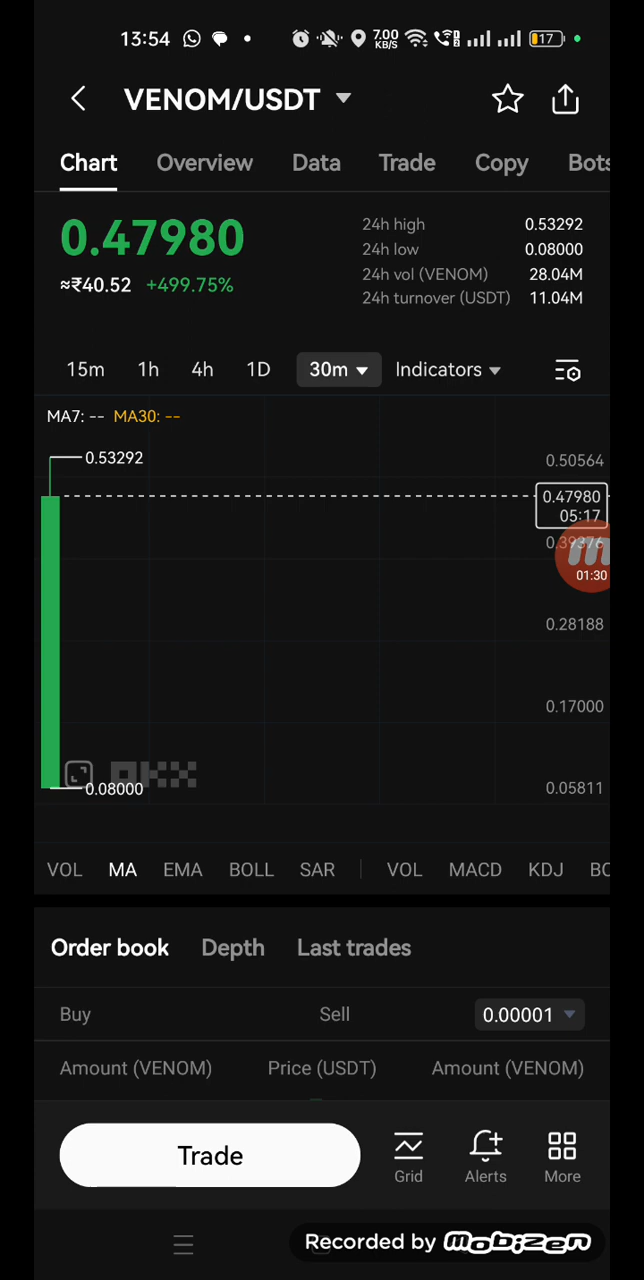 13:54 7.00 KB/S 17
VENOM/USDT
Chart Overview Data Trade Copy Bots
0.47980
≈₹40.52 +499.75%
24h high 0.53292
24h low 0.08000
24h vol (VENOM) 28.04M
24h turnover (USDT) 11.04M
15m 1h 4h 1D 30m Indicators
MA7: -- MA30: --
0.53292
0.50564
0.47980
05:17
0.39376
01:30
0.28188
0.17000
OKX
0.08000
0.05811
VOL MA EMA BOLL SAR VOL MACD KDJ BO
Order book Depth Last trades
Buy Sell 0.00001
Amount (VENOM) Price (USDT) Amount (VENOM)
Trade
Grid Alerts More
Recorded by mobizen